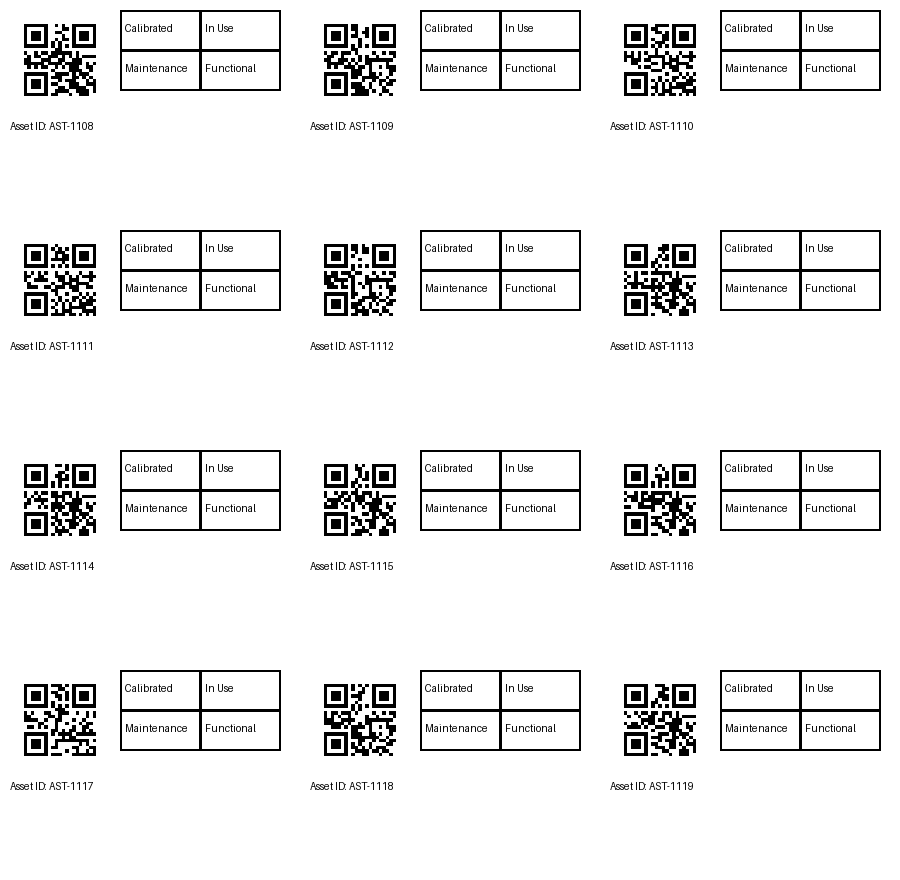 Calibrated In Use Calibrated In Use Calibrated In Use
Maintenance Functional Maintenance Functional Maintenance Functional
Asset ID: AST-1108 Asset ID: AST-1109 Asset ID: AST-1110
Calibrated In Use Calibrated In Use Calibrated In Use
Maintenance Functional Maintenance Functional Maintenance Functional
Asset ID: AST-1111 Asset ID: AST-1112 Asset ID: AST-1113
Calibrated In Use Calibrated In Use Calibrated In Use
Maintenance Functional Maintenance Functional Maintenance Functional
Asset ID: AST-1114 Asset ID: AST-1115 Asset ID: AST-1116
Calibrated In Use Calibrated In Use Calibrated In Use
Maintenance Functional Maintenance Functional Maintenance Functional
Asset ID: AST-1117 Asset ID: AST-1118 Asset ID: AST-1119